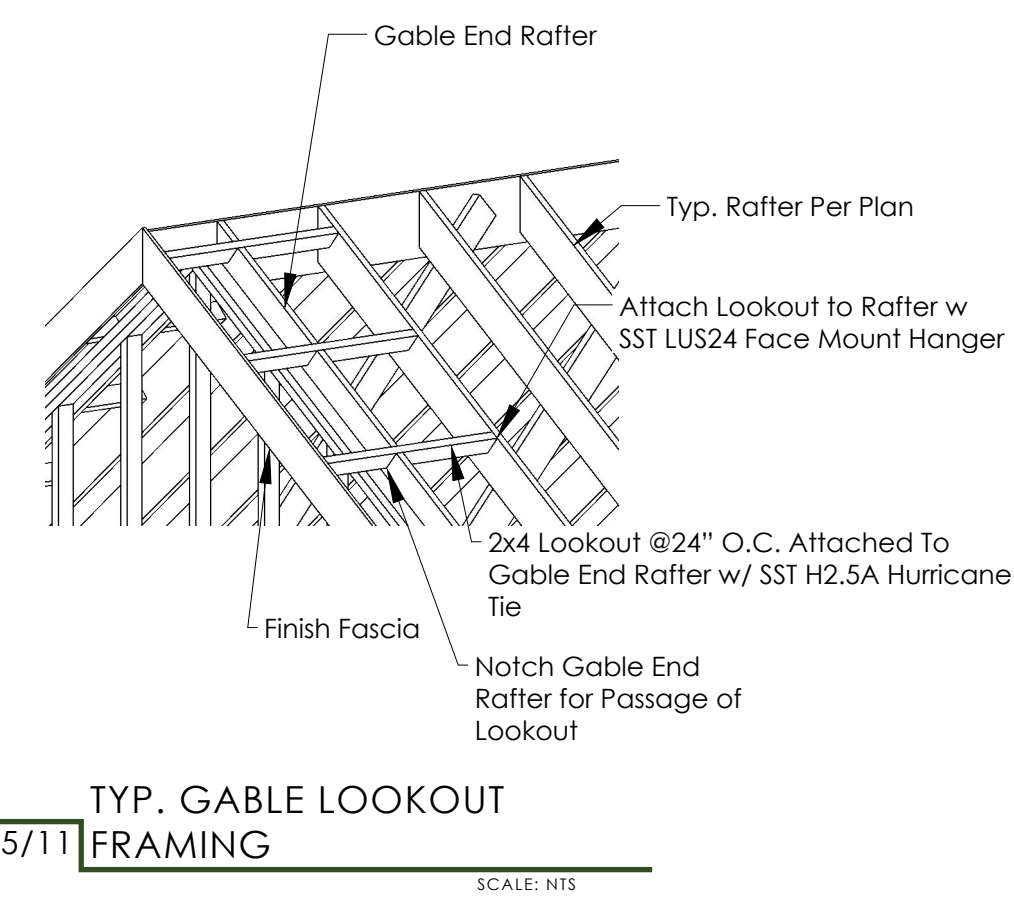 Gable End Rafter
Typ. Rafter Per Plan
Attach Lookout to Rafter w
SST LUS24 Face Mount Hanger
2x4 Lookout @24” O.C. Attached To
Gable End Rafter w/ SST H2.5A Hurricane
Tie
Finish Fascia
Notch Gable End
Rafter for Passage of
Lookout
TYP. GABLE LOOKOUT
5/11 FRAMING
SCALE: NTS